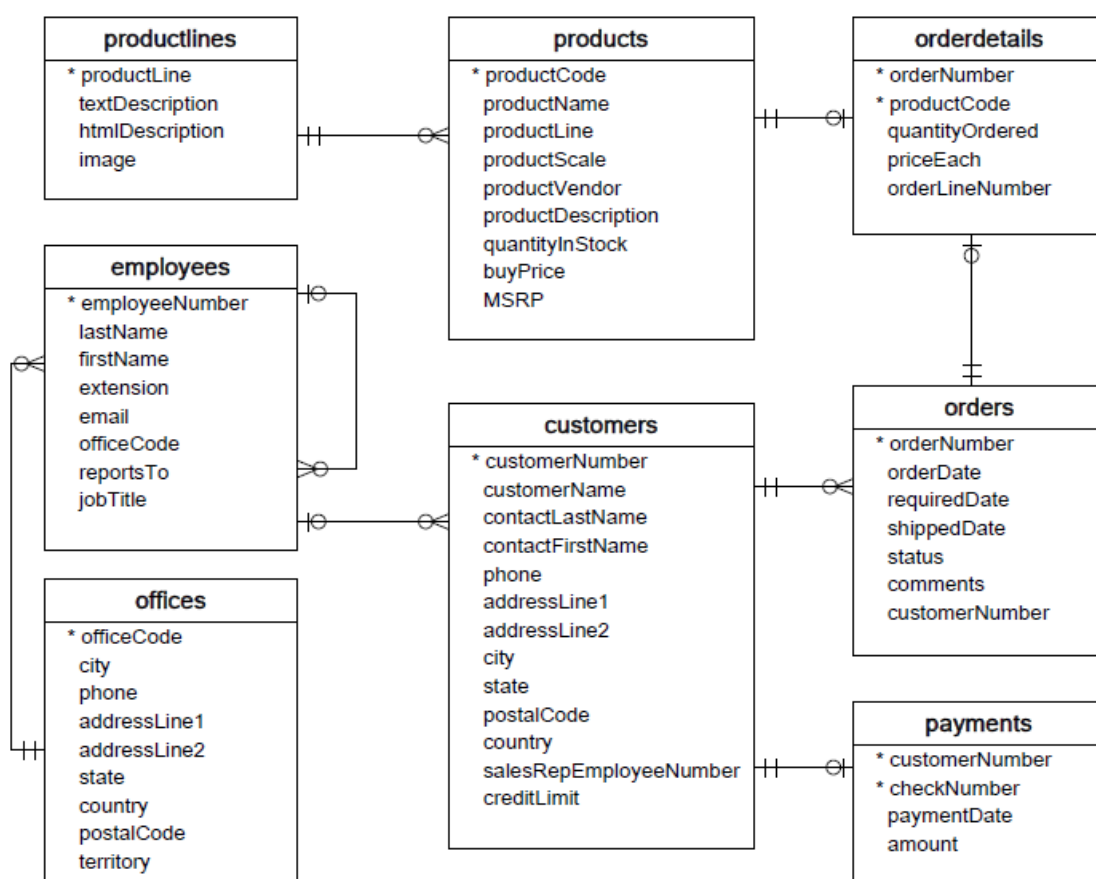 productlines
* productLine
textDescription
htmlDescription
image
products
* productCode
productName
productLine
productScale
productVendor
productDescription
quantityInStock
buyPrice
MSRP
orderdetails
* orderNumber
* productCode
quantityOrdered
priceEach
orderLineNumber
employees
* employeeNumber
lastName
firstName
extension
email
officeCode
reportsTo
jobTitle
customers
* customerNumber
customerName
contactLastName
contactFirstName
phone
addressLine1
addressLine2
city
state
postalCode
country
salesRepEmployeeNumber
creditLimit
orders
* orderNumber
orderDate
requiredDate
shippedDate
status
comments
customerNumber
offices
* officeCode
city
phone
addressLine1
addressLine2
state
country
postalCode
territory
payments
* customerNumber
* checkNumber
paymentDate
amount